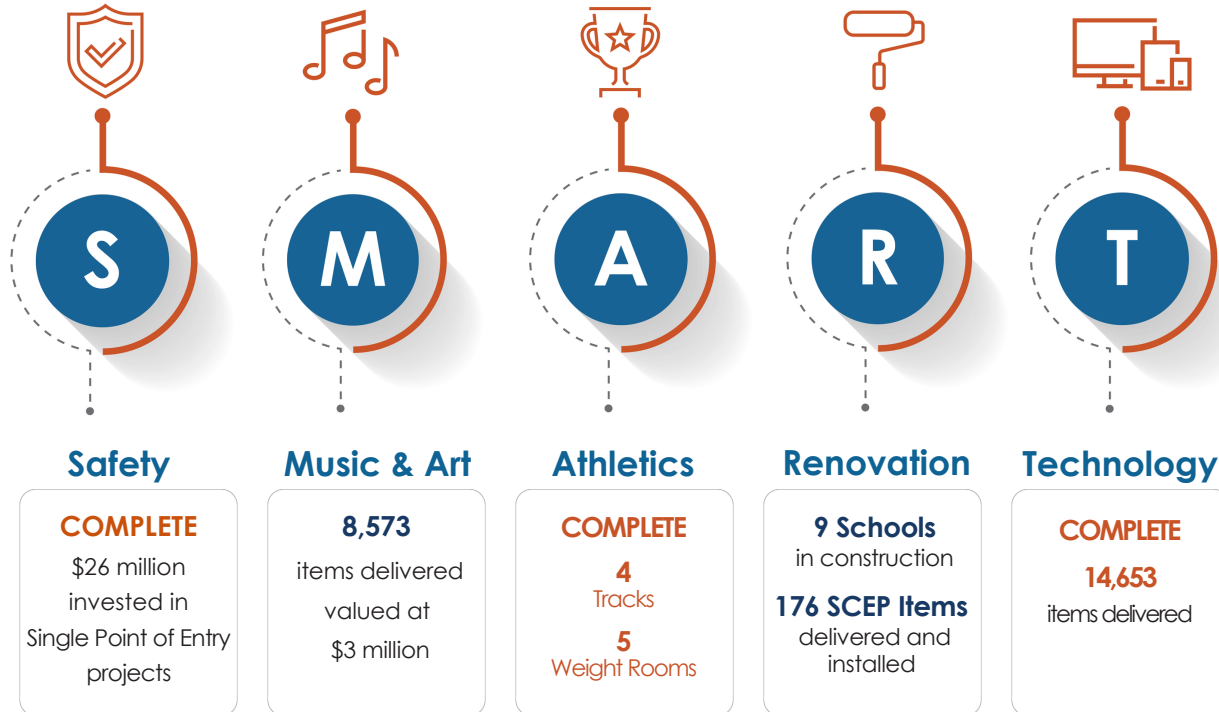 S
M
A
R
T
Safety
COMPLETE
$26 million
invested in
Single Point of Entry
projects
Music & Art
8,573
items delivered
valued at
$3 million
Athletics
COMPLETE
4
Tracks
5
Weight Rooms
Renovation
9 Schools
in construction
176 SCEP Items
delivered and
installed
Technology
COMPLETE
14,653
items delivered